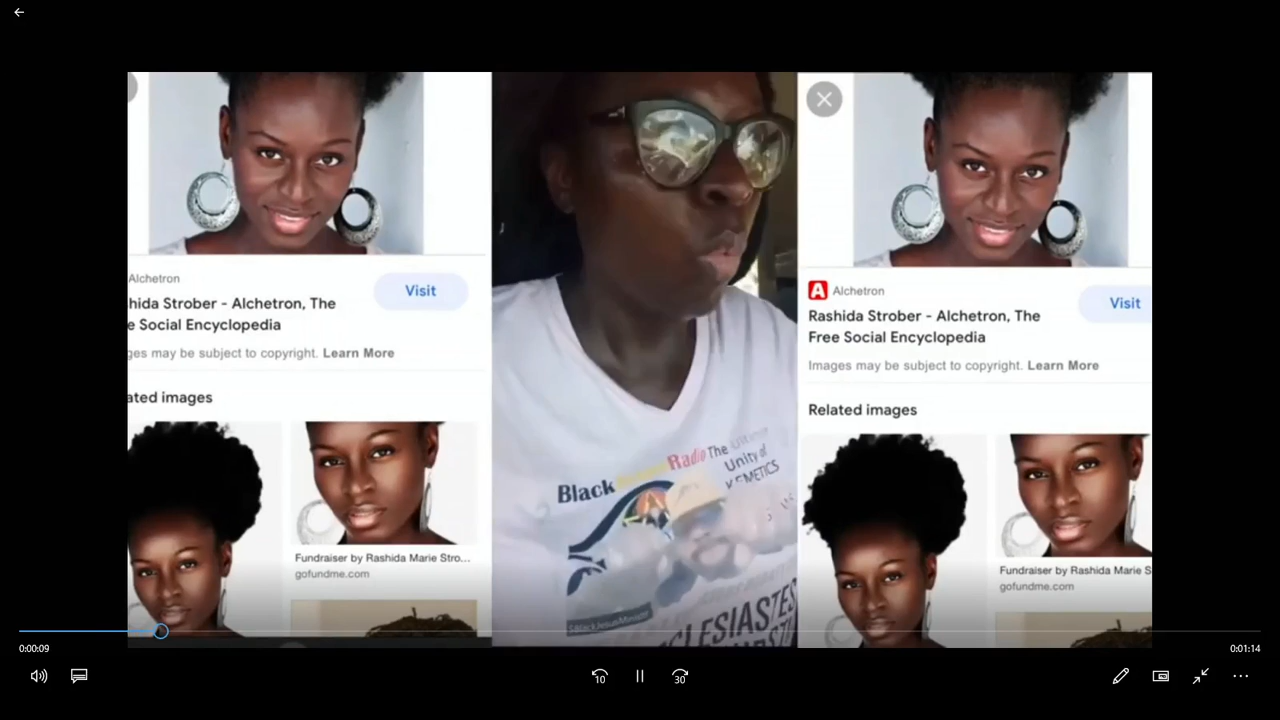 Alchetron
hida Strober - Alchetron, The
e Social Encyclopedia
Visit
ges may be subject to copyright. Learn More
ated images
Fundraiser by Rashida Marie Stro...
gofundme.com
Black Radio The
Unity of
KEMETICS
CLESIASTES
A Alchetron
Rashida Strober - Alchetron, The
Free Social Encyclopedia
Visit
Images may be subject to copyright. Learn More
Related images
Fundraiser by Rashida Marie S
gofundme.com
0:00:09
0:01:14
10
30